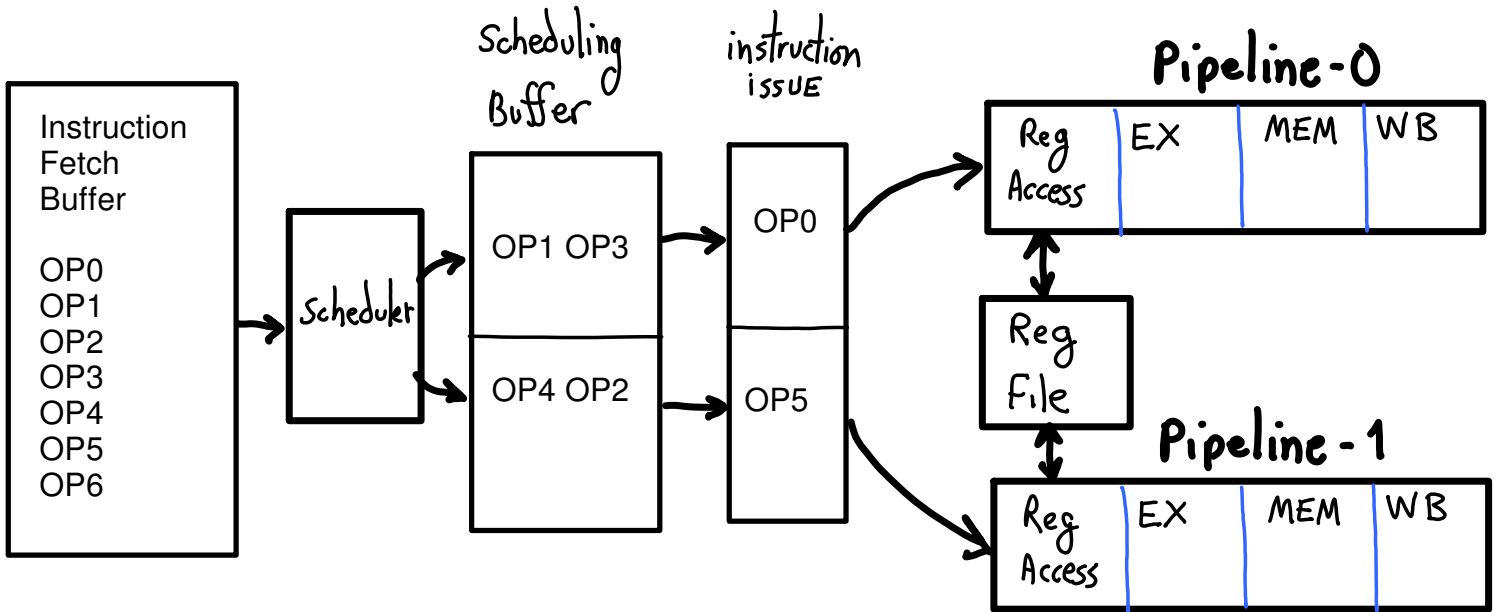 Instruction
Fetch
Buffer
OP0
OP1
OP2
OP3
OP4
OP5
OP6
Scheduler
Scheduling
Buffer
OP1 OP3
OP4 OP2
instruction
issUE
OP0
OP5
Pipeline-0
Reg
Access
EX
MEM
WB
Reg
File
Pipeline-1
Reg
Access
EX
MEM
WB